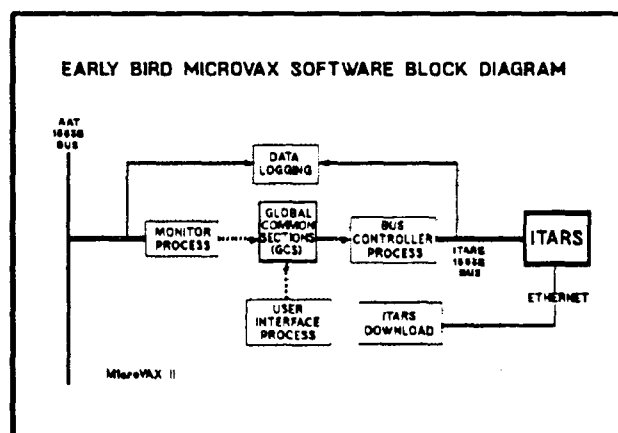 EARLY BIRD MICROVAX SOFTWARE BLOCK DIAGRAM
AAT
1553B
BUS
DATA
LOGGING
MONITOR
PROCESS
GLOBAL
COMMON
SECTIONS
(GCS)
BUS
CONTROLLER
PROCESS
ITARS
1553B
BUS
ITARS
ETHERNET
USER
INTERFACE
PROCESS
ITARS
DOWNLOAD
MicroVAX II